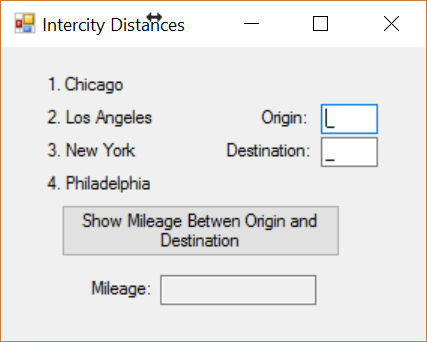 Intercity Distances
1. Chicago
2. Los Angeles
Origin: _
3. New York
Destination: _
4. Philadelphia
Show Mileage Betwen Origin and
Destination
Mileage: